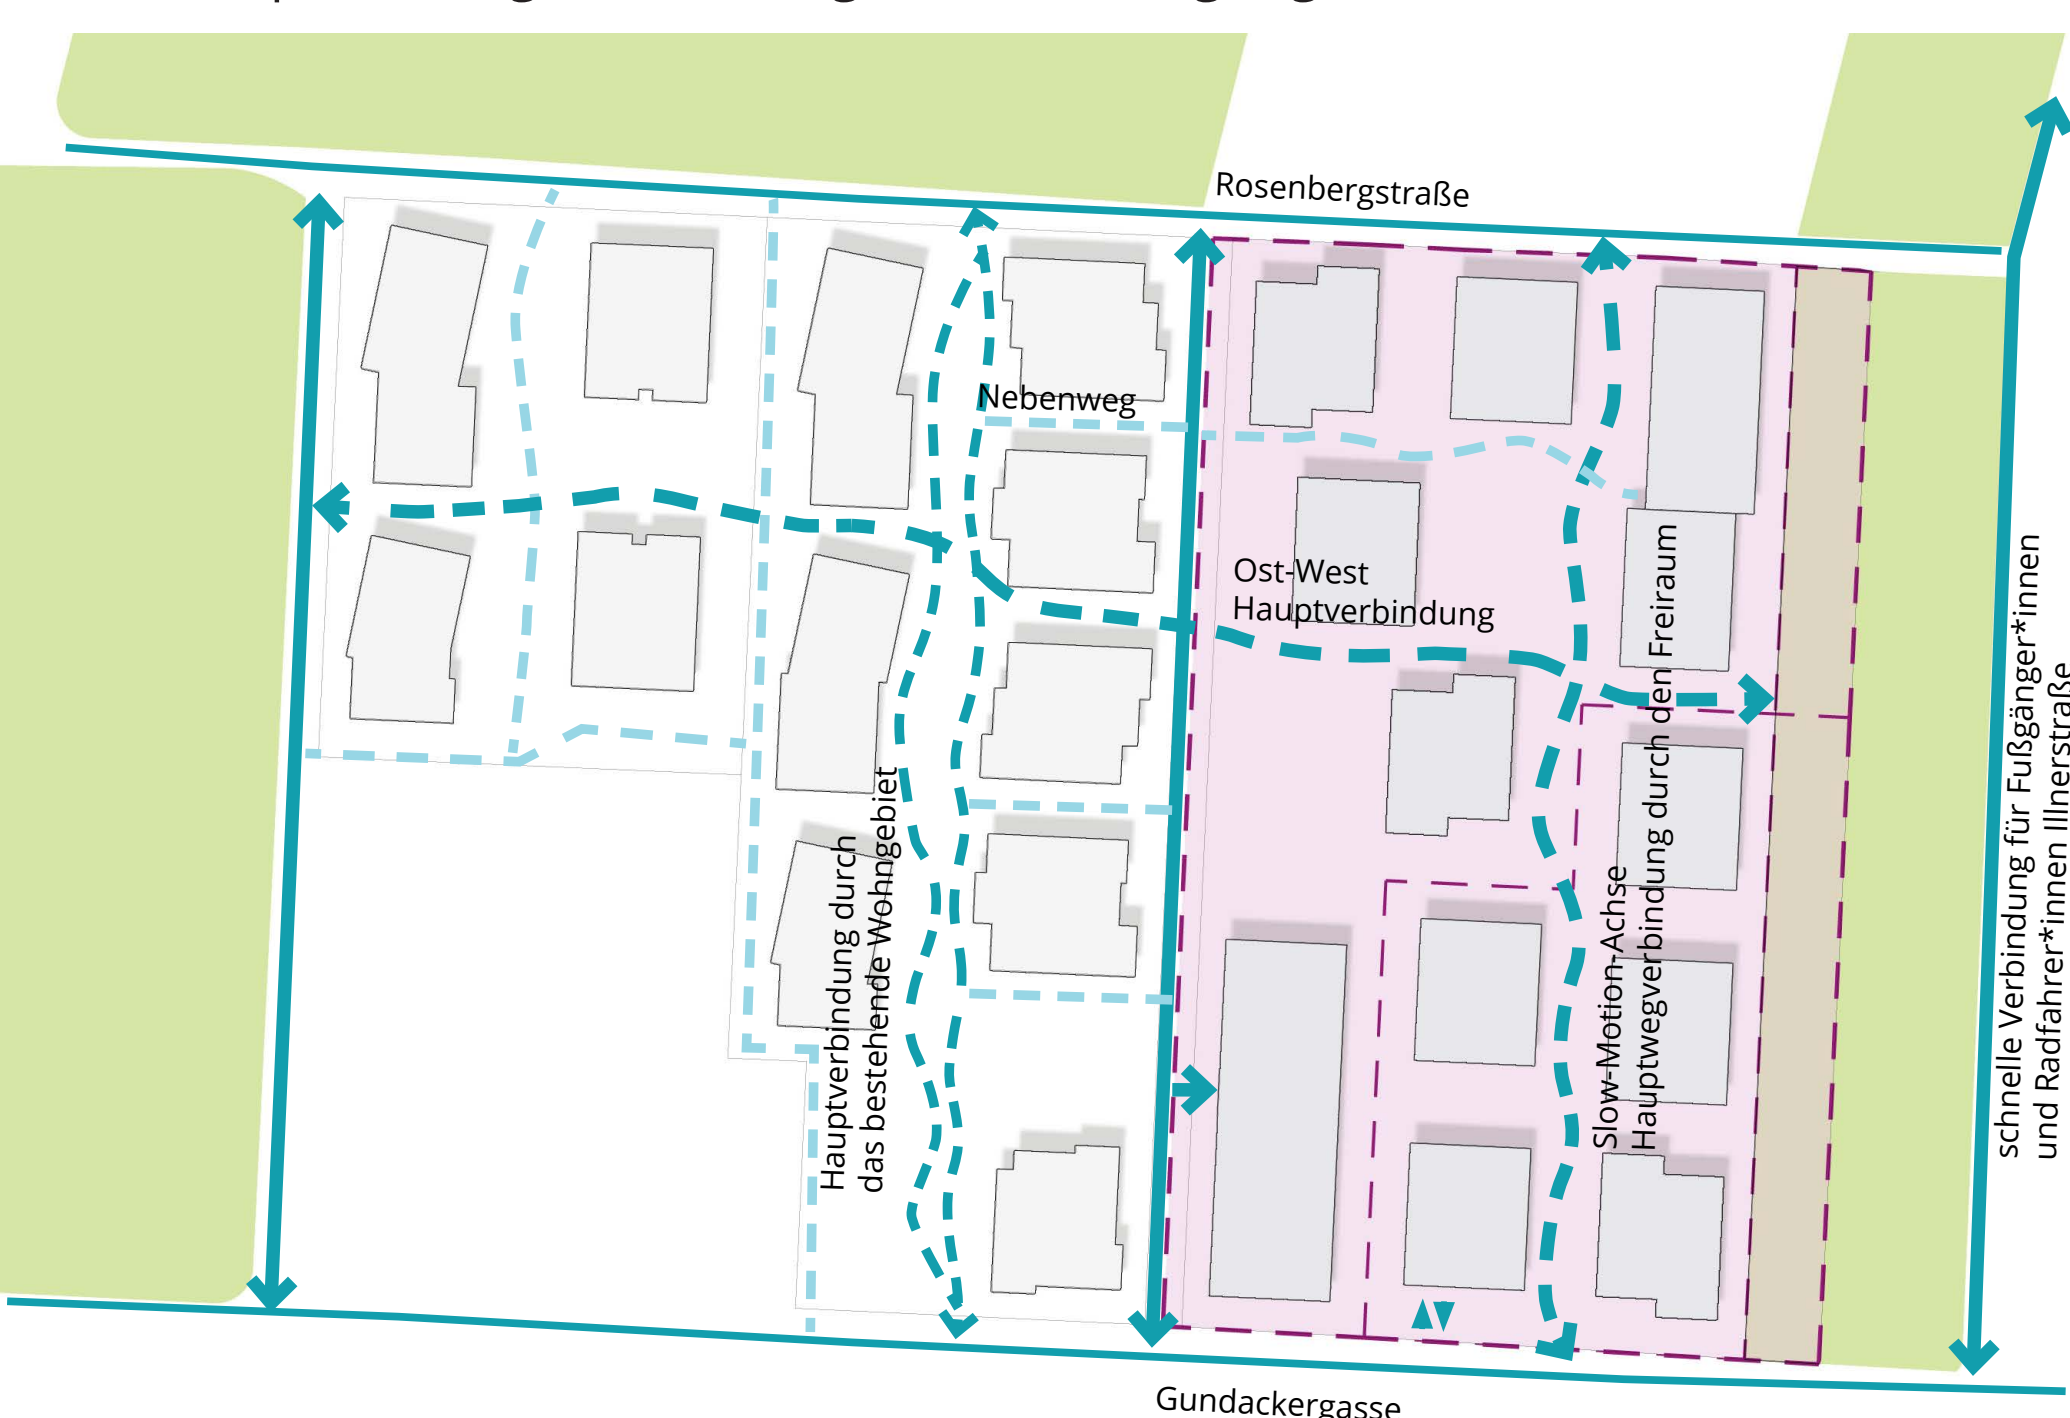 Rosenbergstraße
Nebenweg
Ost-West
Hauptverbindung
Hauptverbindung durch
das bestehende Wohngebiet
Slow-Motion-Achse
Hauptwegverbindung durch den Freiraum
schnelle Verbindung für Fußgänger*innen
und Radfahrer*innen Illnerstraße
Gundackergasse